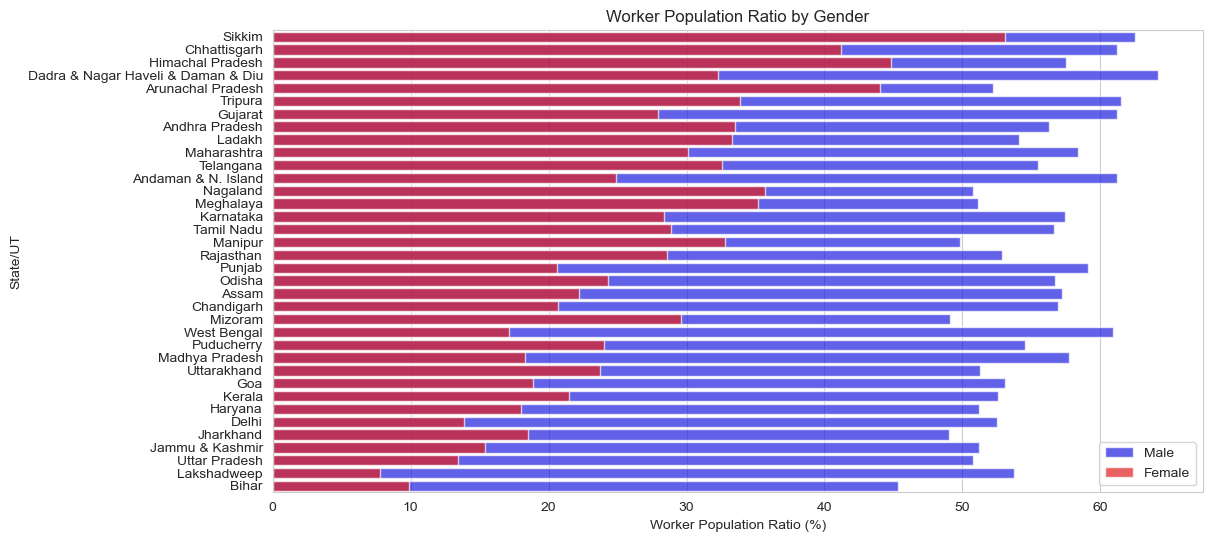 Worker Population Ratio by Gender
State/UT
Sikkim
Chhattisgarh
Himachal Pradesh
Dadra & Nagar Haveli & Daman & Diu
Arunachal Pradesh
Tripura
Gujarat
Andhra Pradesh
Ladakh
Maharashtra
Telangana
Andaman & N. Island
Nagaland
Meghalaya
Karnataka
Tamil Nadu
Manipur
Rajasthan
Punjab
Odisha
Assam
Chandigarh
Mizoram
West Bengal
Puducherry
Madhya Pradesh
Uttarakhand
Goa
Kerala
Haryana
Delhi
Jharkhand
Jammu & Kashmir
Uttar Pradesh
Lakshadweep
Bihar
Male
Female
0 10 20 30 40 50 60
Worker Population Ratio (%)